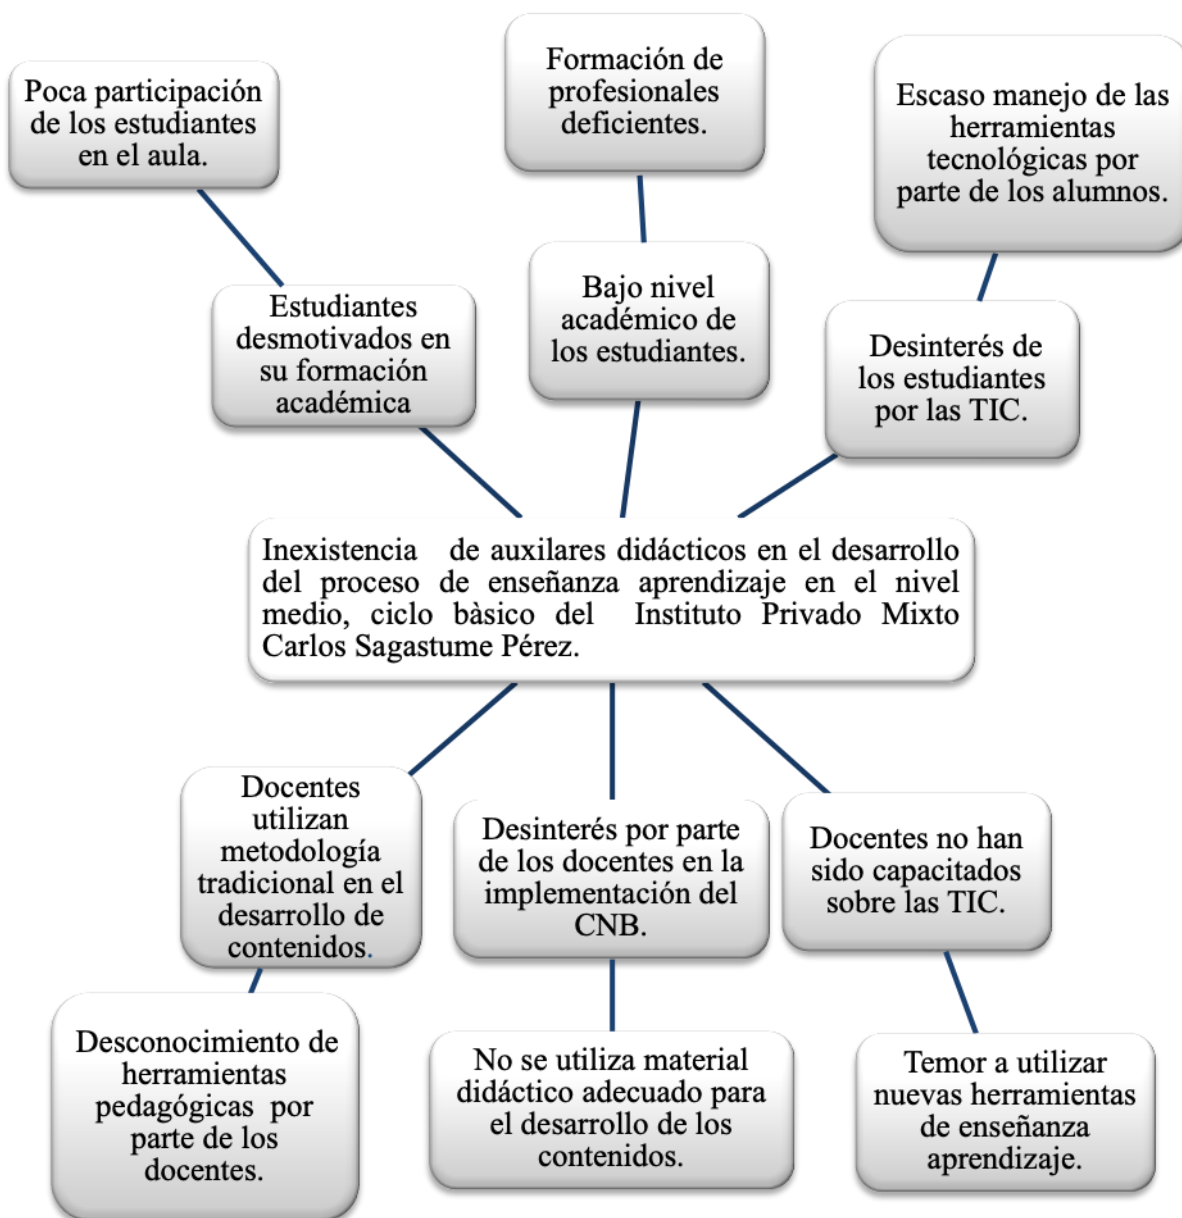 Poca participación
de los estudiantes
en el aula.
Formación de
profesionales
deficientes.
Escaso manejo de las
herramientas
tecnológicas por
parte de los alumnos.
Estudiantes
desmotivados en
su formación
académica
Bajo nivel
académico de
los estudiantes.
Desinterés de
los estudiantes
por las TIC.
Inexistencia de auxilares didácticos en el desarrollo
del proceso de enseñanza aprendizaje en el nivel
medio, ciclo bàsico del Instituto Privado Mixto
Carlos Sagastume Pérez.
Docentes
utilizan
metodología
tradicional en el
desarrollo de
contenidos.
Desinterés por parte
de los docentes en la
implementación del
CNB.
Docentes no han
sido capacitados
sobre las TIC.
Desconocimiento de
herramientas
pedagógicas por
parte de los
docentes.
No se utiliza material
didáctico adecuado para
el desarrollo de los
contenidos.
Temor a utilizar
nuevas herramientas
de enseñanza
aprendizaje.